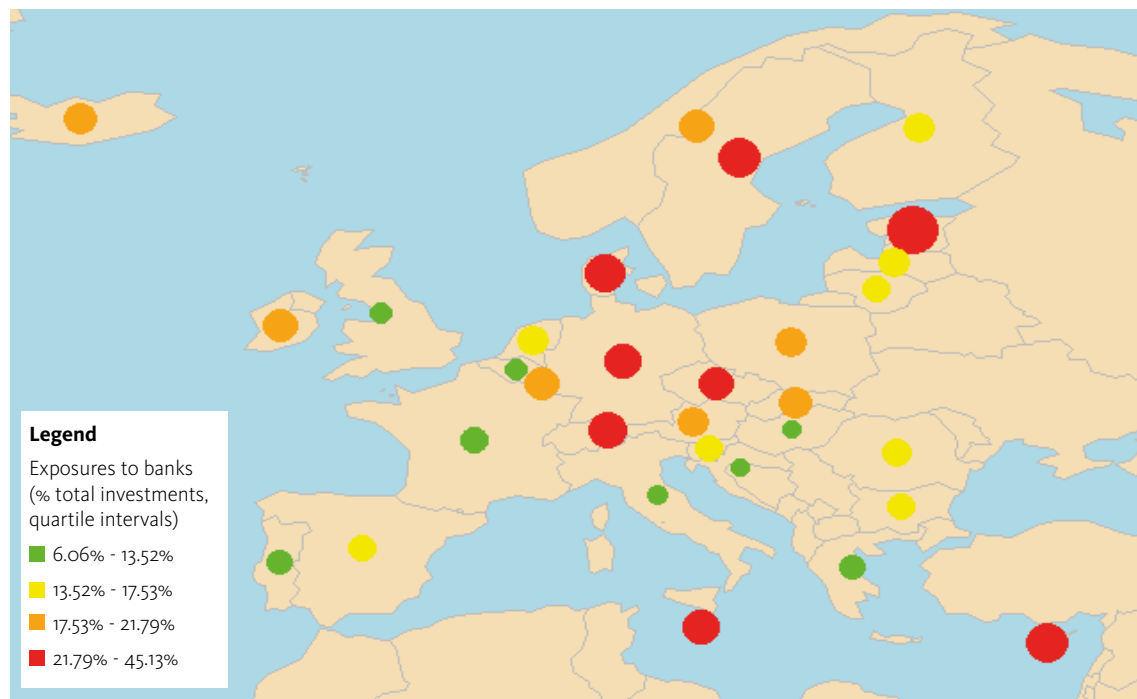 Legend
Exposures to banks
(% total investments,
quartile intervals)
6.06% - 13.52%
13.52% - 17.53%
17.53% - 21.79%
21.79% - 45.13%